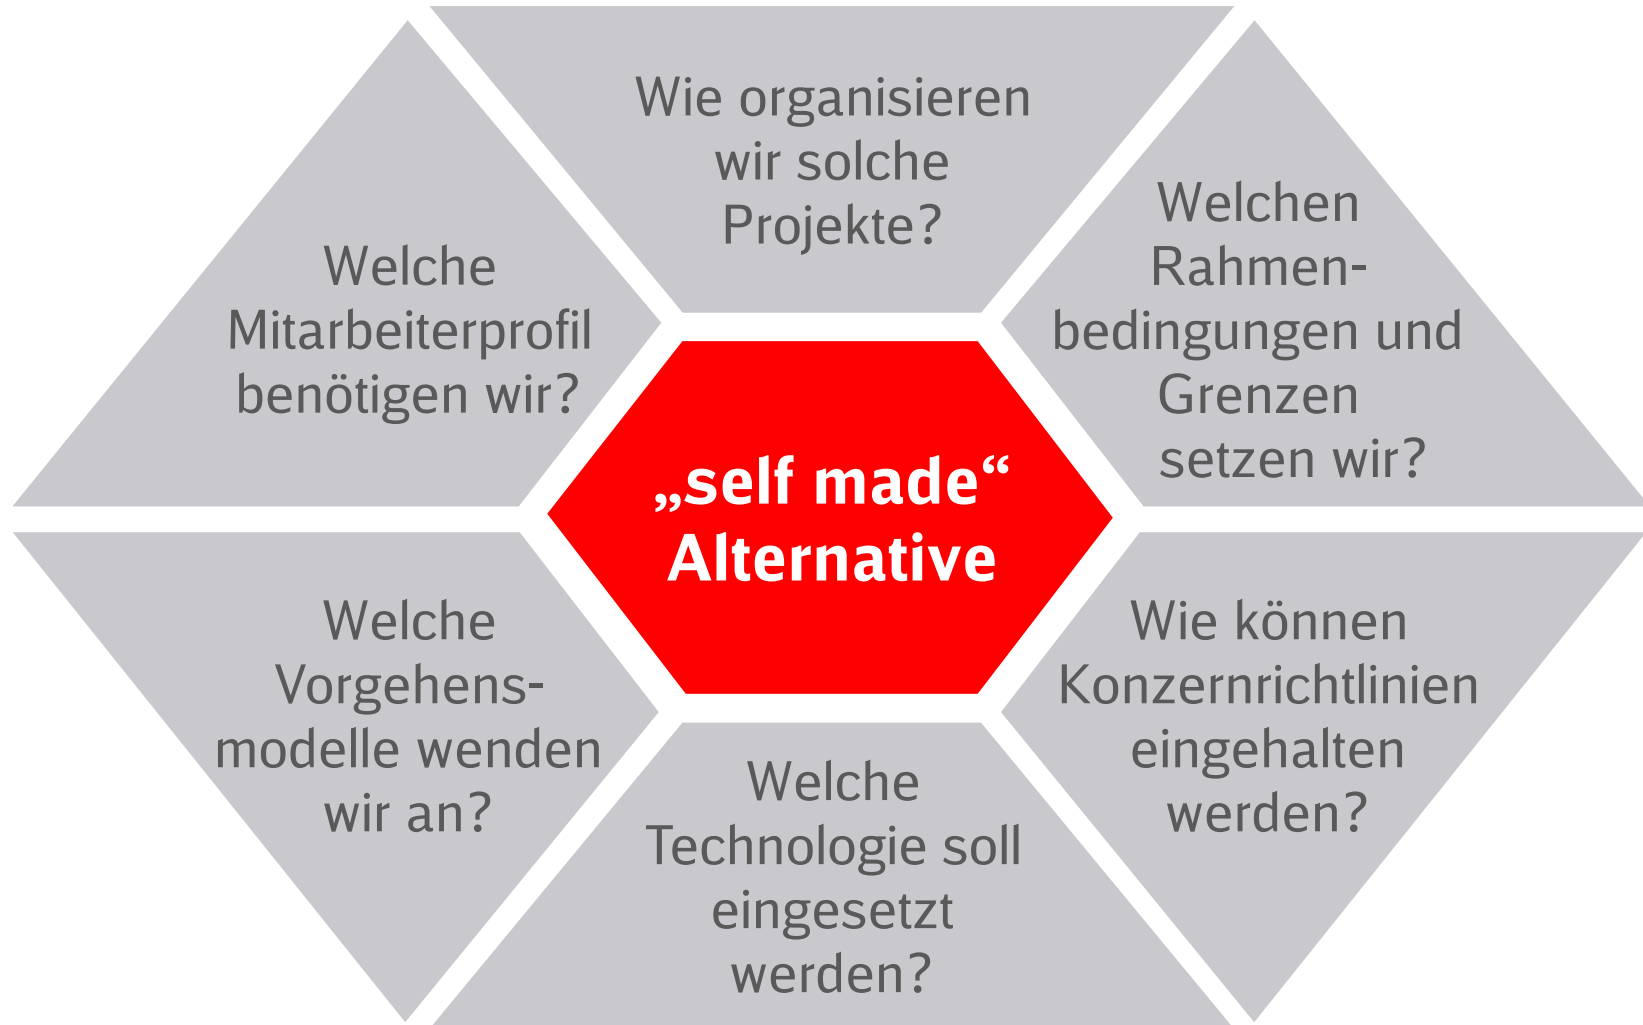 Wie organisieren
wir solche
Projekte?
Welchen
Rahmen-
bedingungen und
Grenzen
setzen wir?
Wie können
Konzernrichtlinien
eingehalten
werden?
Welche
Technologie soll
eingesetzt
werden?
Welche
Vorgehens-
modelle wenden
wir an?
Welche
Mitarbeiterprofil
benötigen wir?
„self made“
Alternative